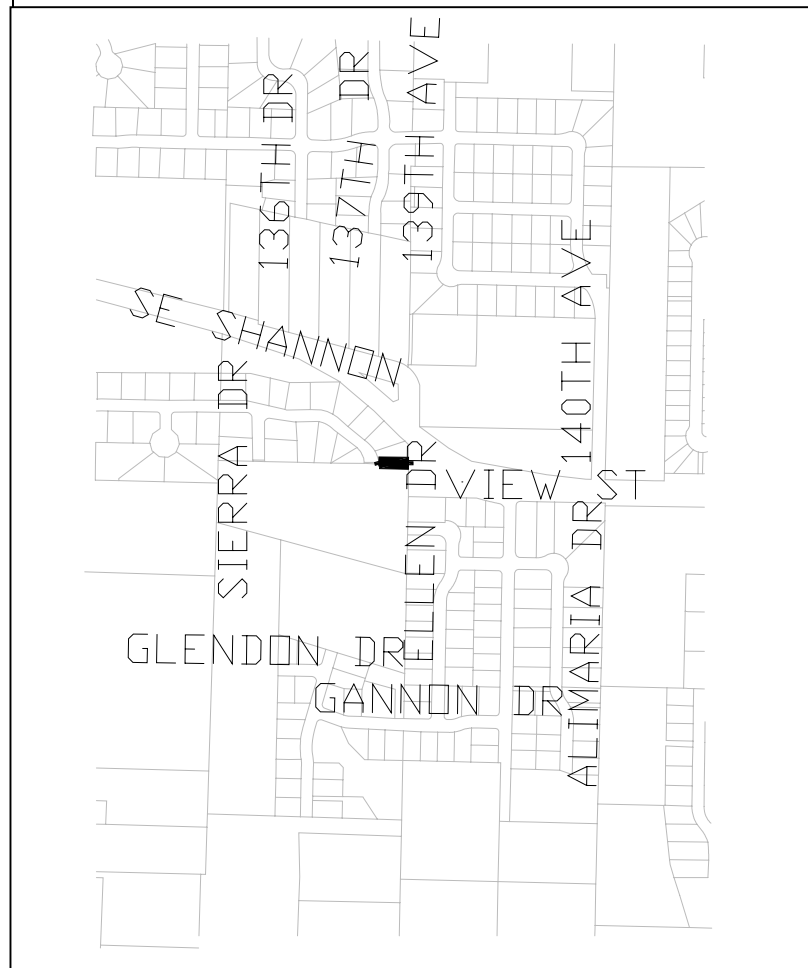 136TH DR
137TH DR
139TH AVE
140TH AVE
SE SHANNON
SIERRA DR
ELLEN DR
VIEW ST
GLENDON DR
GANNON DR
ALIMARIA DR